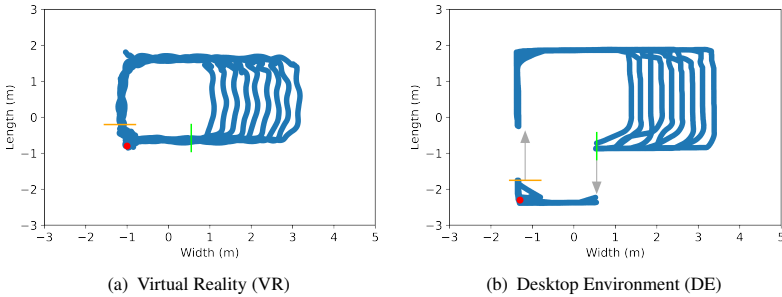 3
2
1
0
−1
−2
−3
Length (m)
−3 −2 −1 0 1 2 3 4 5
Width (m)
(a) Virtual Reality (VR)
3
2
1
0
−1
−2
−3
Length (m)
−3 −2 −1 0 1 2 3 4 5
Width (m)
(b) Desktop Environment (DE)